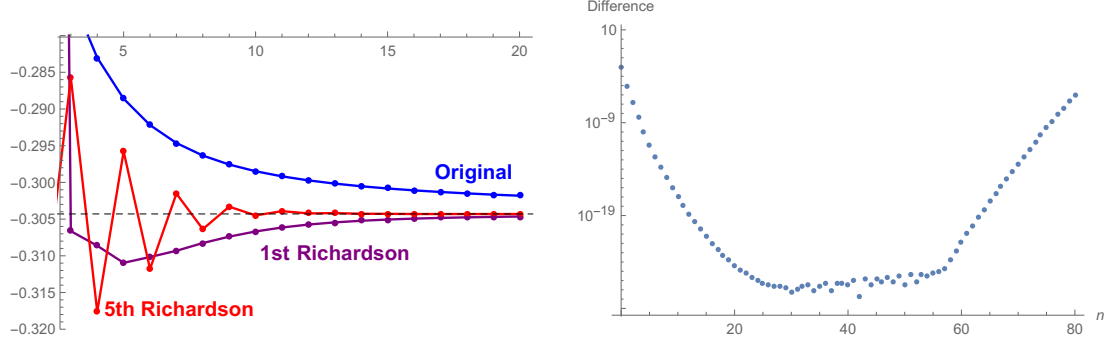 5 10 15 20
−0.285
−0.290
−0.295
−0.300
−0.305
−0.310
−0.315
−0.320
Original
1st Richardson
5th Richardson
Difference
10
10⁻⁹
10⁻¹⁹
20 40 60 80
n